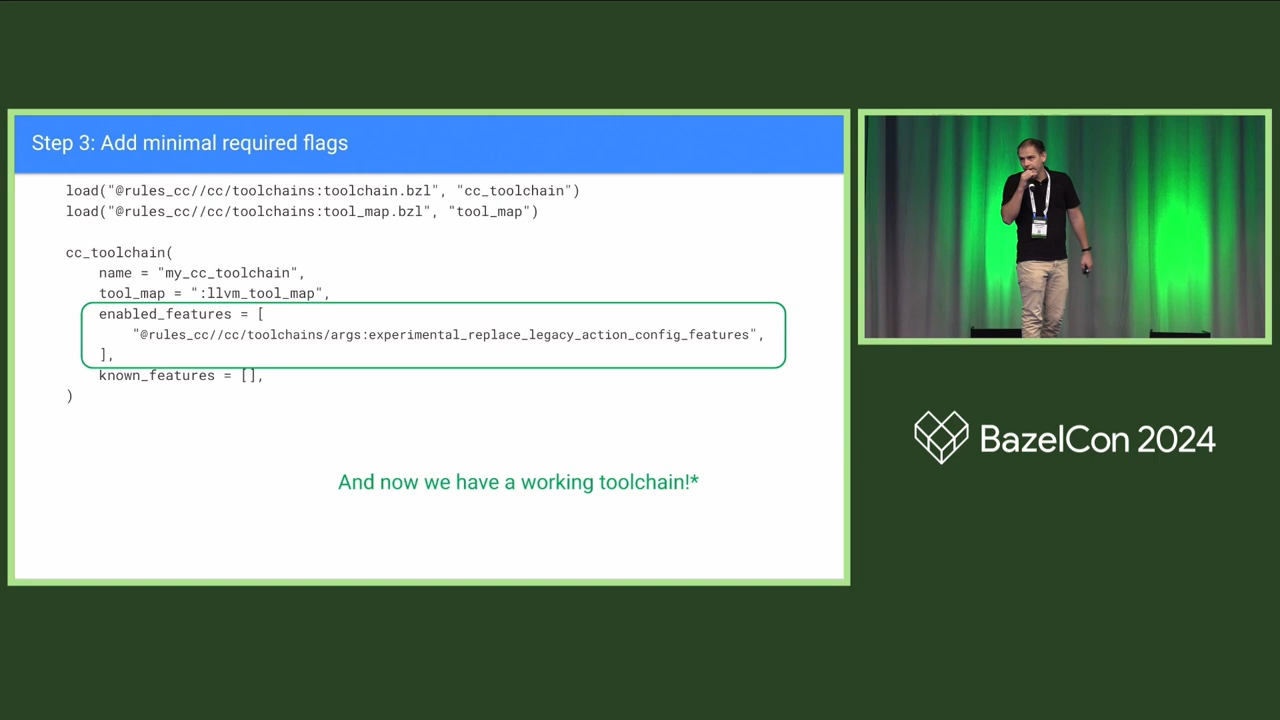 Step 3: Add minimal required flags
load("@rules_cc//cc/toolchains:toolchain.bzl", "cc_toolchain")
load("@rules_cc//cc/toolchains:tool_map.bzl", "tool_map")
cc_toolchain(
    name = "my_cc_toolchain",
    tool_map = ":llvm_tool_map",
    enabled_features = [
        "@rules_cc//cc/toolchains/args:experimental_replace_legacy_action_config_features",
    ],
    known_features = [],
)
And now we have a working toolchain!*
BazelCon 2024